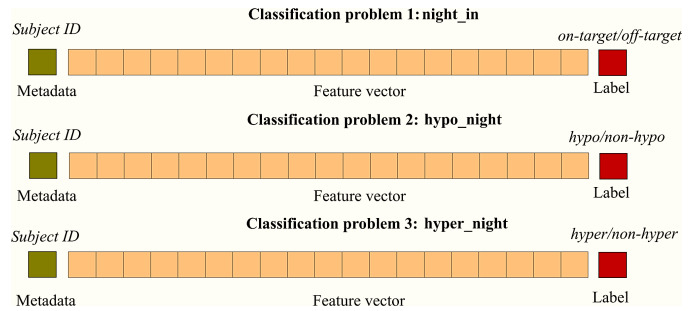 Classification problem 1: night_in
Subject ID
on-target/off-target
Metadata
Feature vector
Label
Classification problem 2: hypo_night
Subject ID
hypo/non-hypo
Metadata
Feature vector
Label
Classification problem 3: hyper_night
Subject ID
hyper/non-hyper
Metadata
Feature vector
Label